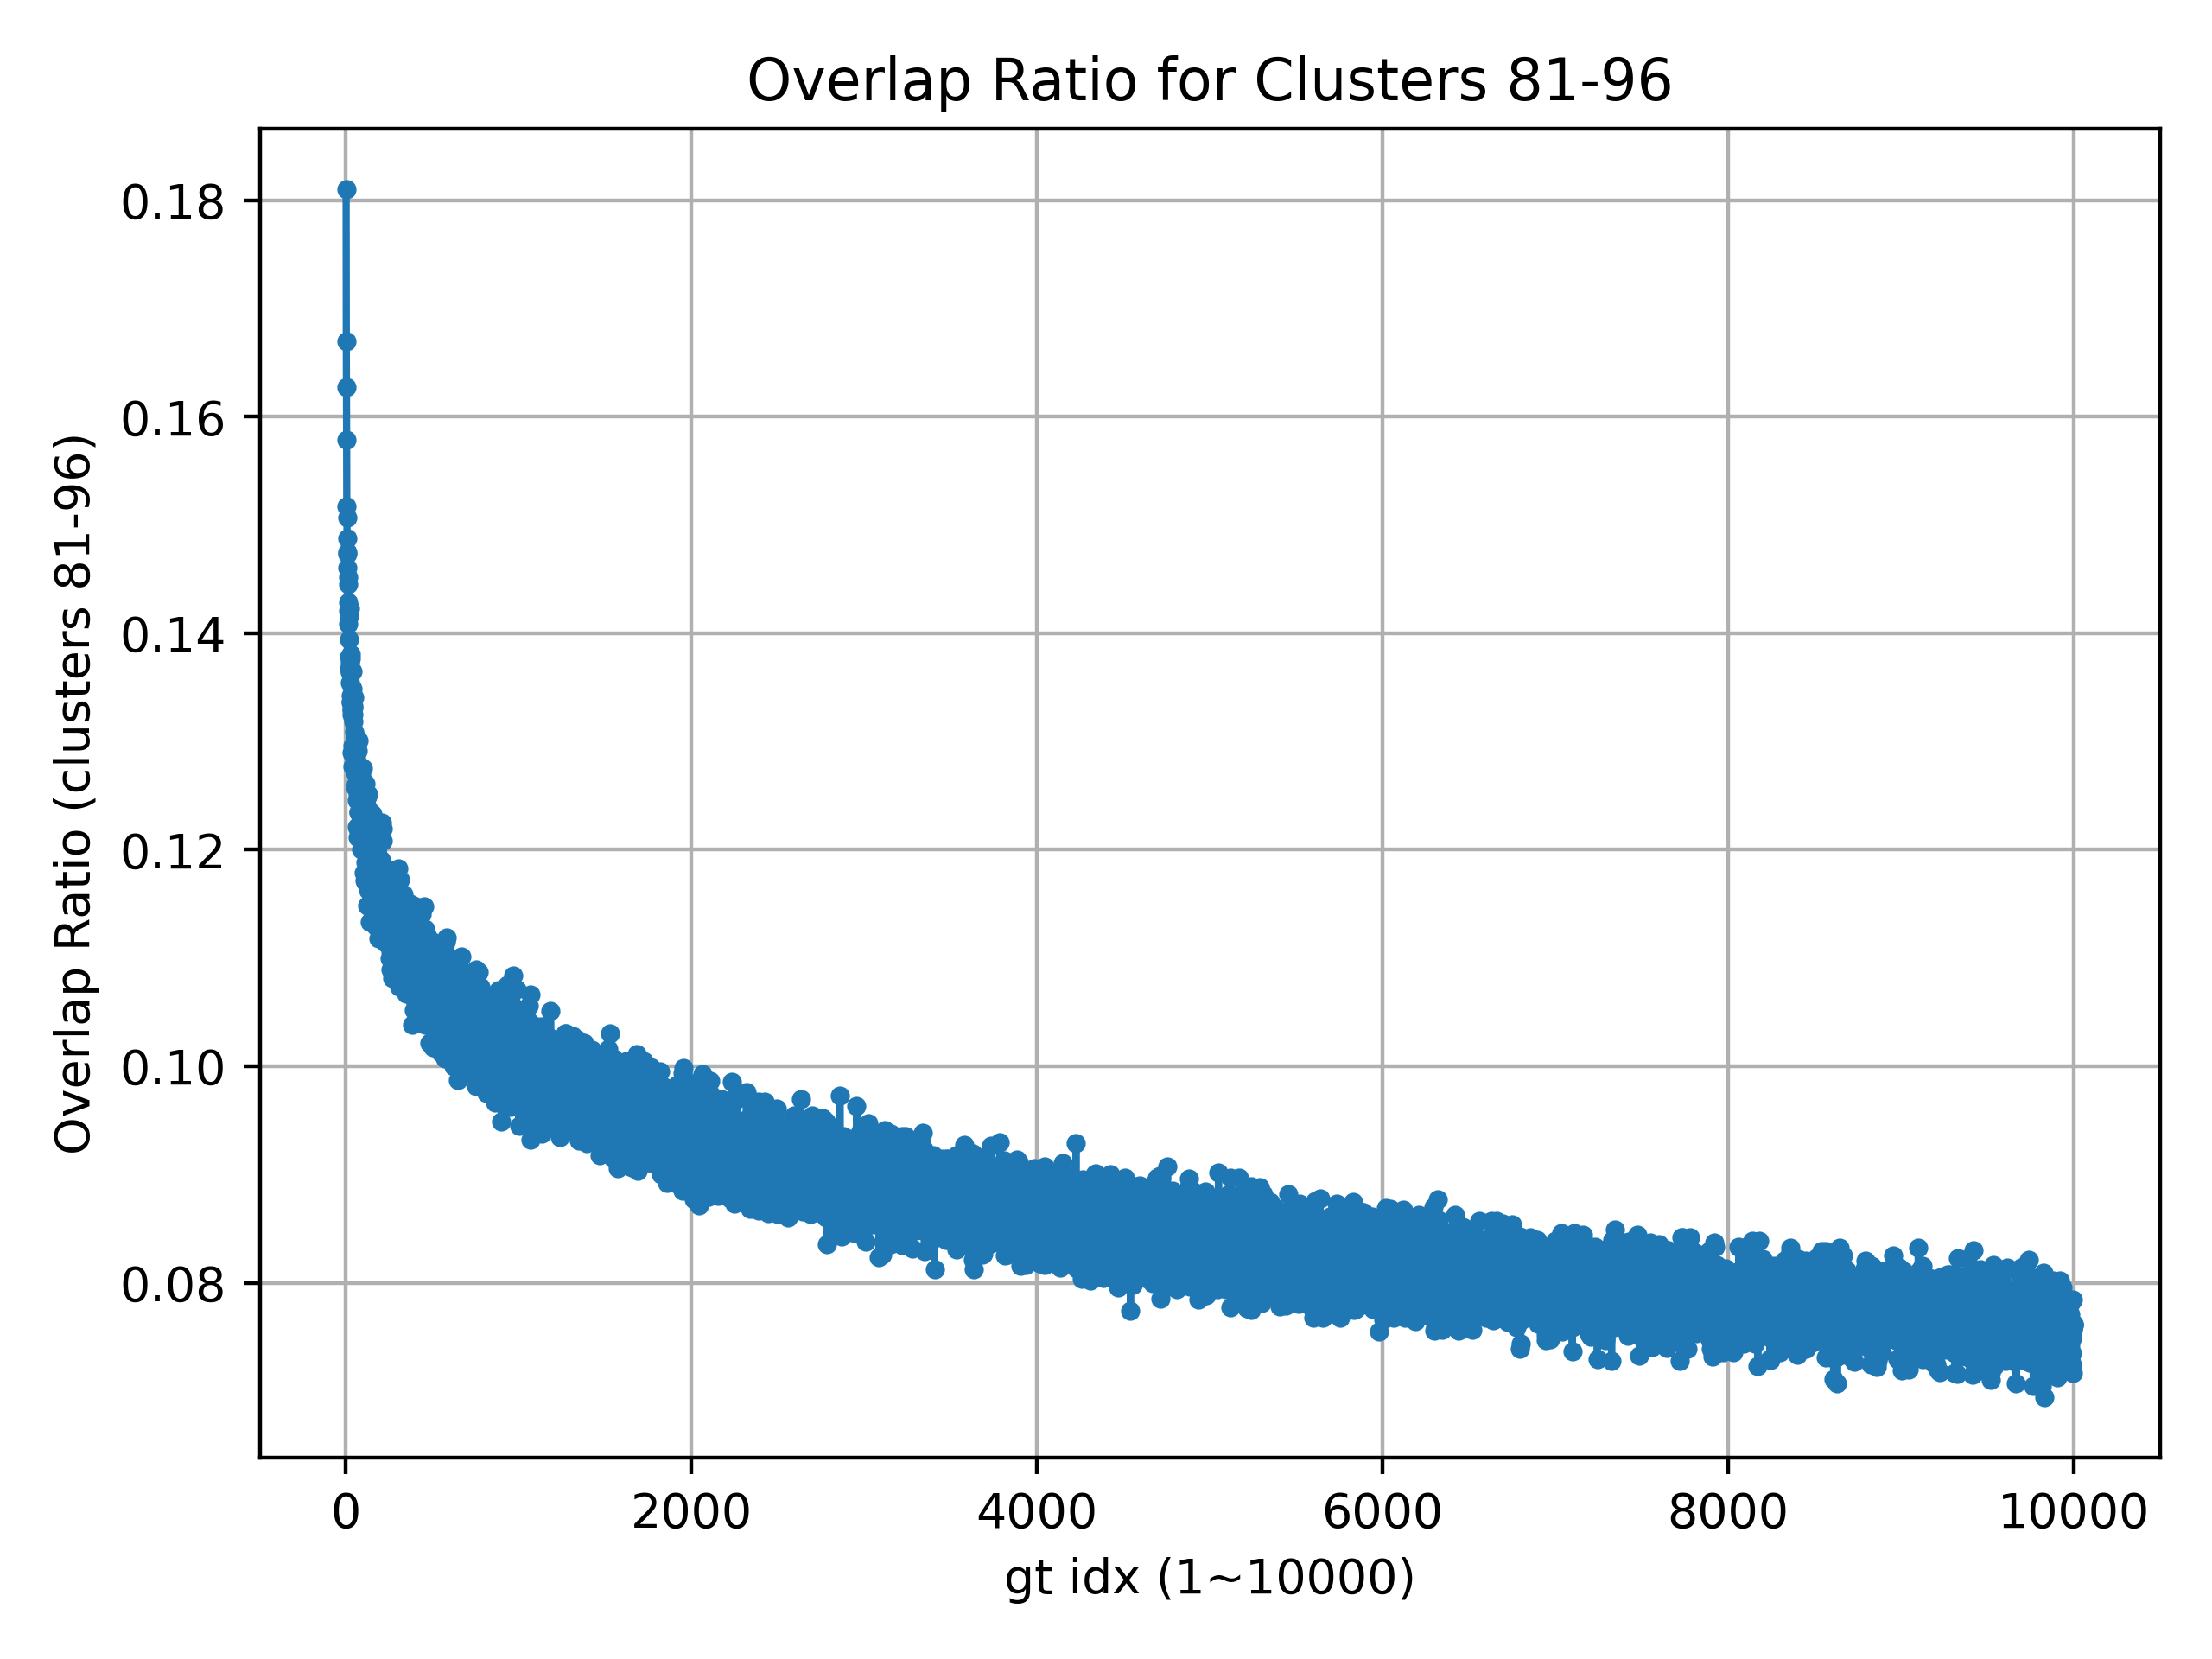 Overlap Ratio for Clusters 81-96
Overlap Ratio (clusters 81-96)
0.18
0.16
0.14
0.12
0.10
0.08
0 2000 4000 6000 8000 10000
gt idx (1~10000)